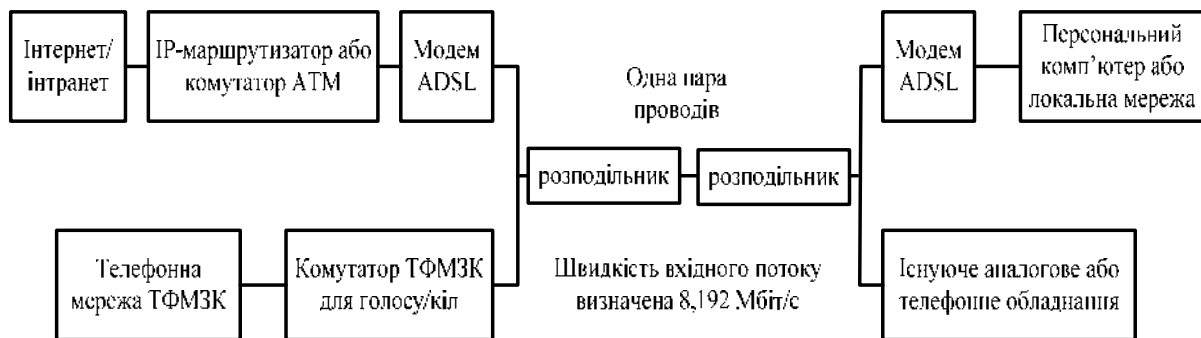 Інтернет/
інтранет
IP-маршрутизатор або
комутатор ATM
Модем
ADSL
Одна пара
проводів
Модем
ADSL
Персональний
комп’ютер або
локальна мережа
розподільник
розподільник
Телефонна
мережа ТФМЗК
Комутатор ТФМЗК
для голосу/кіл
Швидкість вхідного потоку
визначена 8,192 Мбіт/с
Існуюче аналогове або
телефонне обладнання